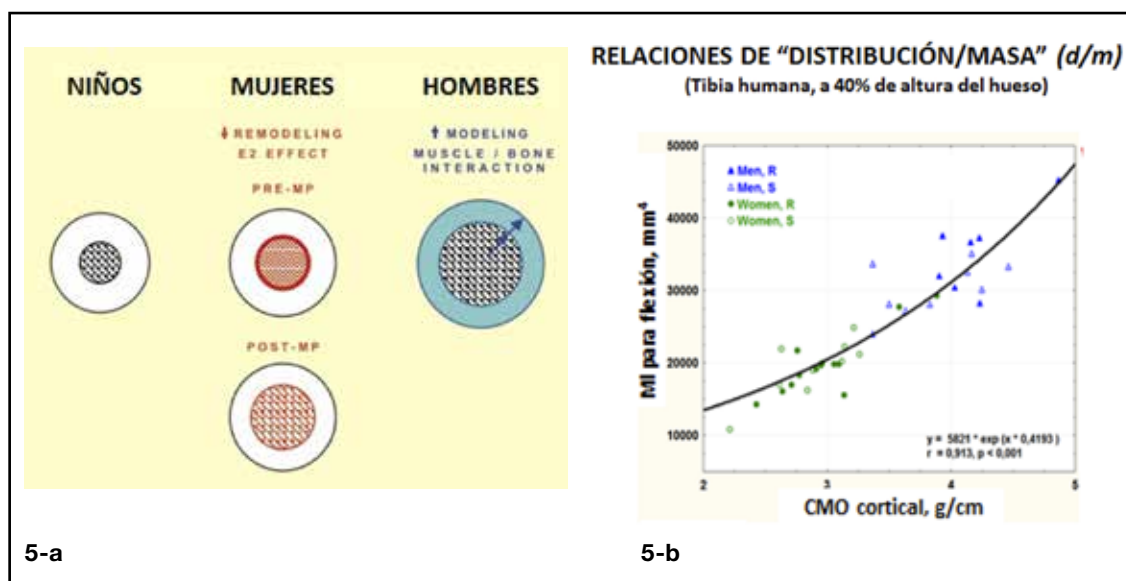 NIÑOS
MUJERES
HOMBRES
↓ REMODELING
E2 EFFECT
↑ MODELING
MUSCLE / BONE
INTERACTION
PRE-MP
POST-MP
5-a
RELACIONES DE “DISTRIBUCIÓN/MASA” (d/m)
(Tibia humana, a 40% de altura del hueso)
MI para flexión, mm⁴
50000
40000
30000
20000
10000
Men, R
Men, S
Women, R
Women, S
y = 5821 * exp (x * 0,4193 )
r = 0,913, p < 0,001
2
3
4
5
CMO cortical, g/cm
5-b